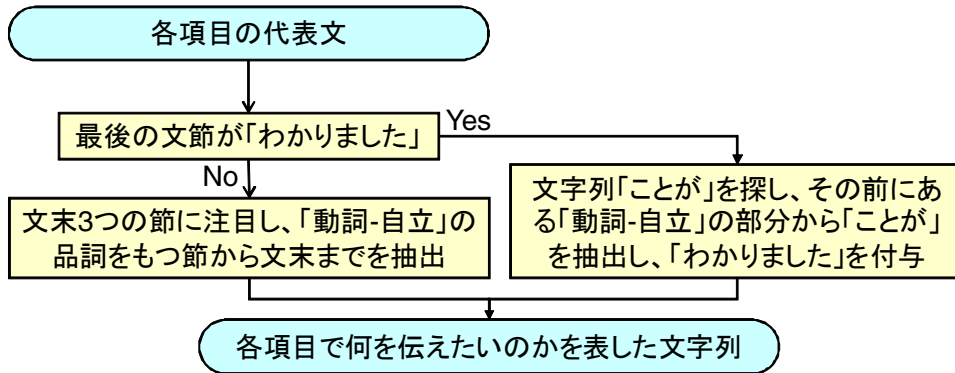 各項目の代表文
最後の文節が「わかりました」
Yes
No
文末3つの節に注目し、「動詞-自立」の
品詞をもつ節から文末までを抽出
文字列「ことが」を探し、その前にあ
る「動詞-自立」の部分から「ことが」
を抽出し、「わかりました」を付与
各項目で何を伝えたいのかを表した文字列